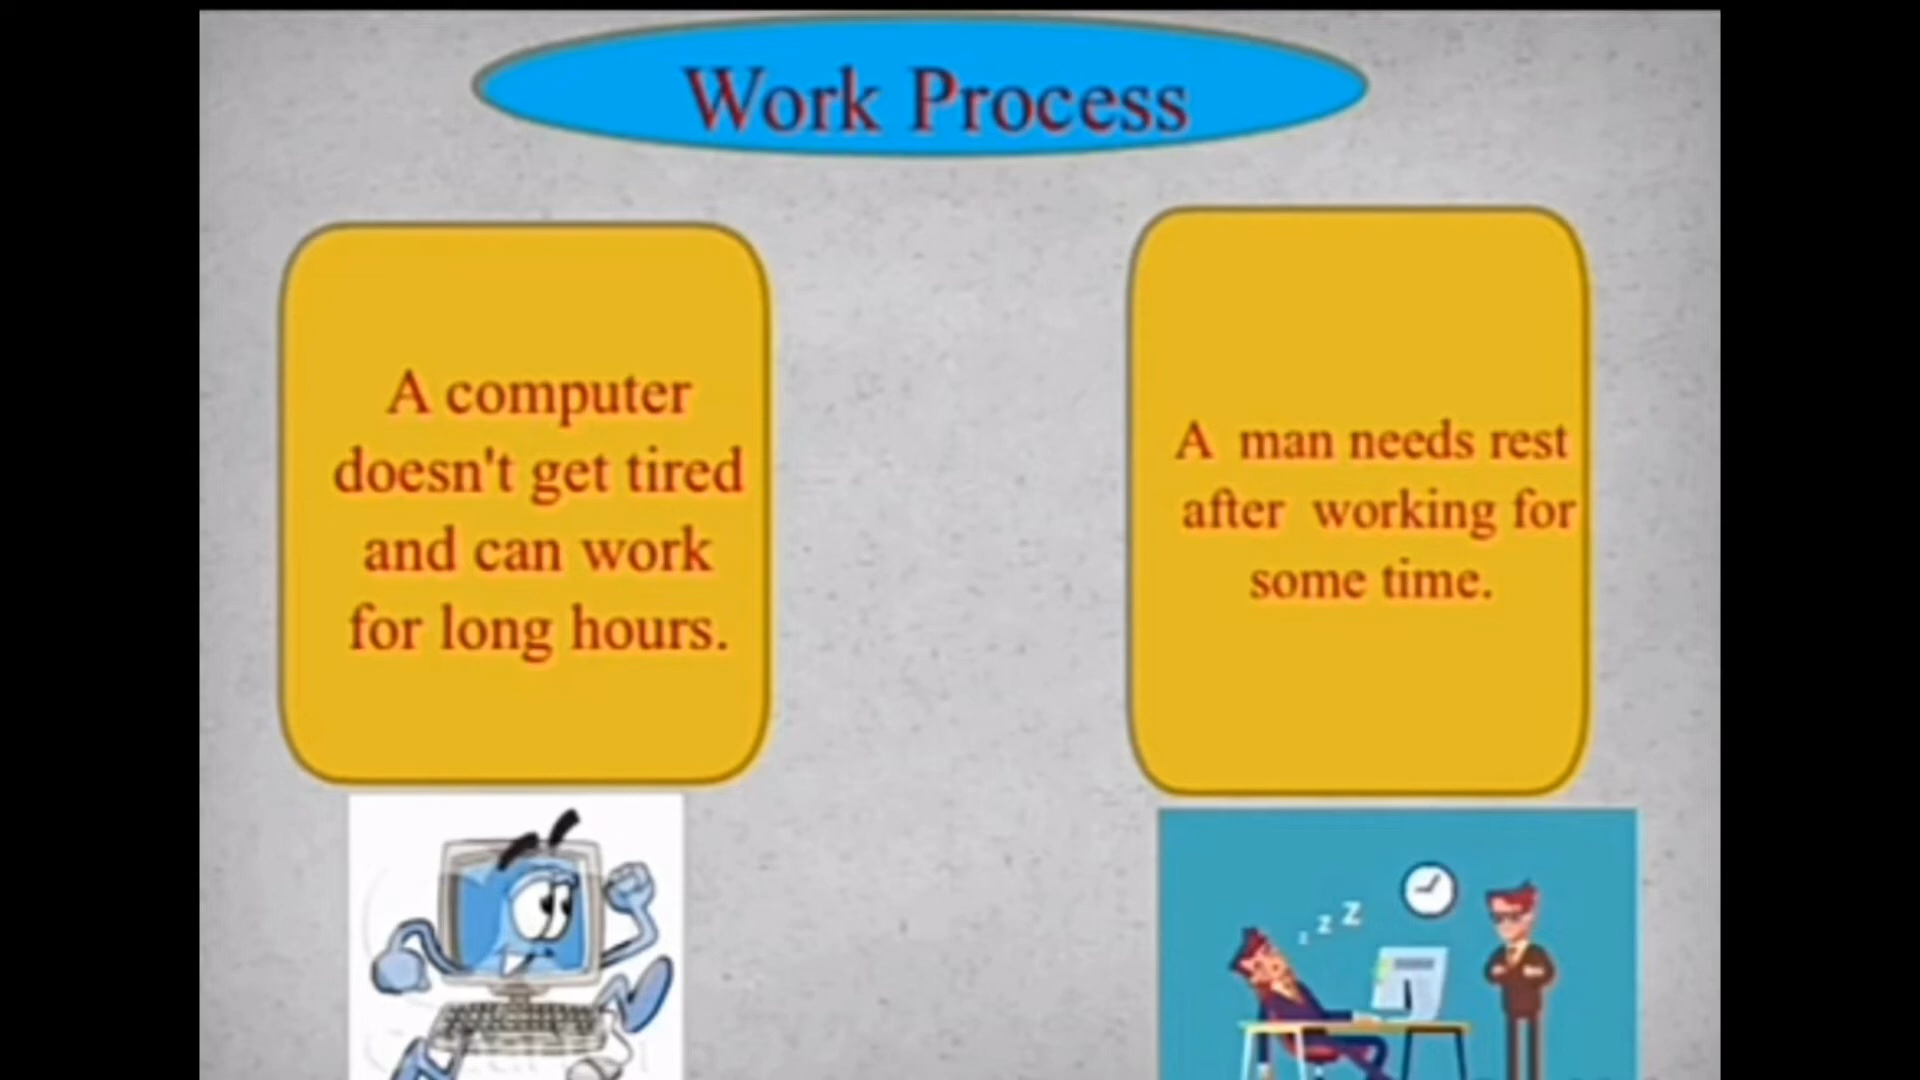 Work Process
A computer
doesn't get tired
and can work
for long hours.
A man needs rest
after working for
some time.
z z Z